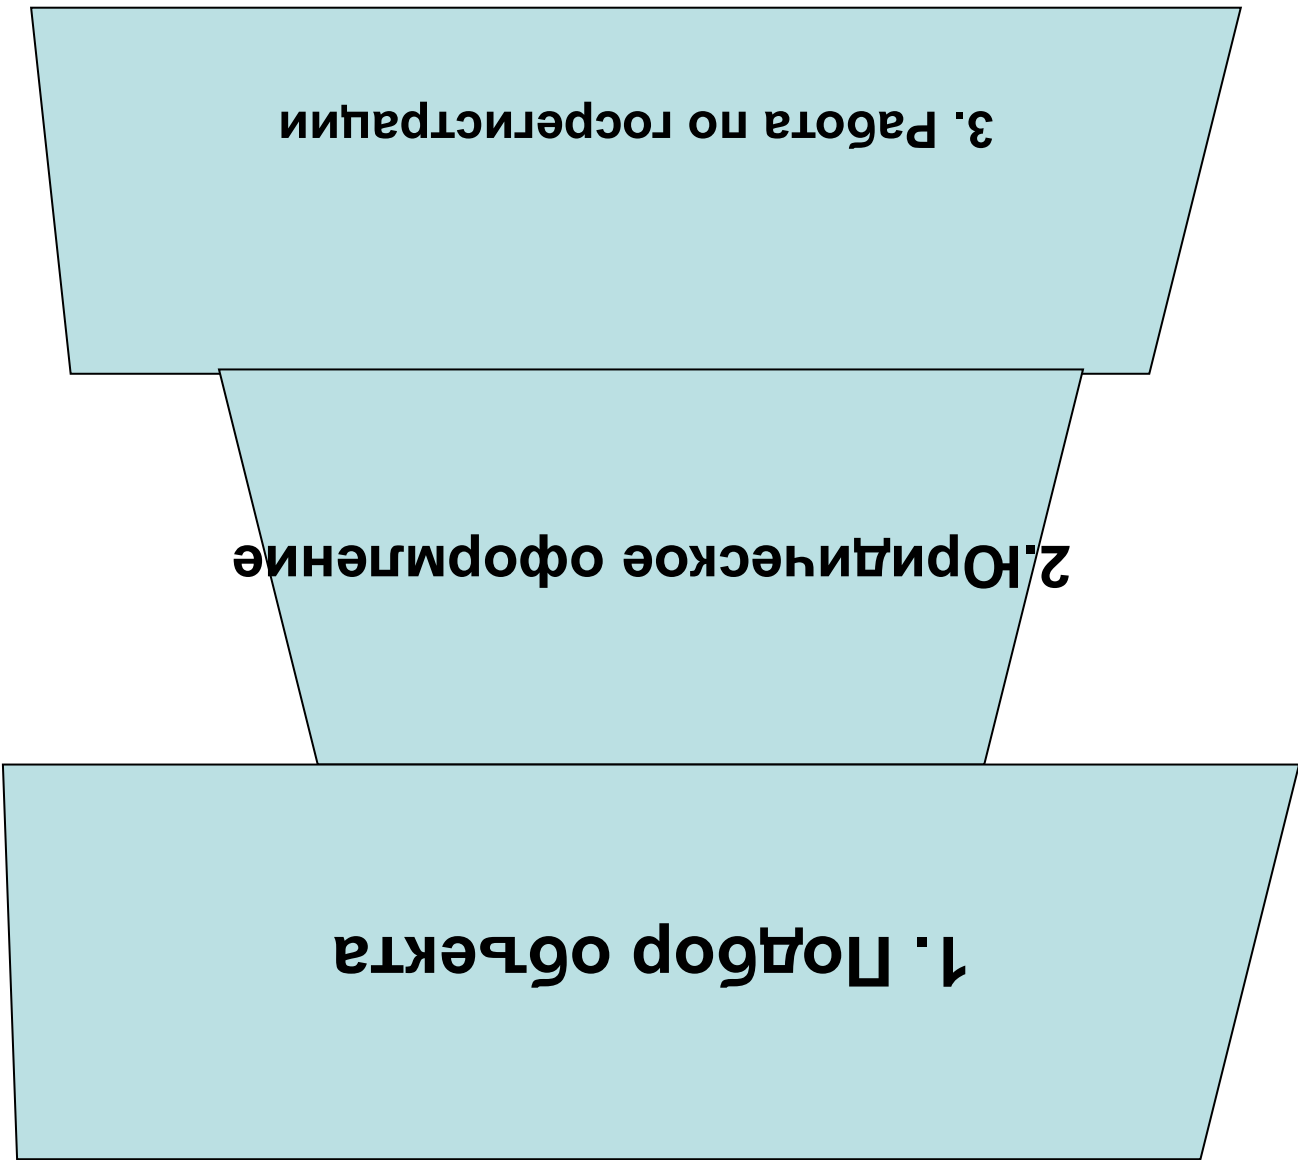 1. Подбор объекта
2.Юридическое оформление
3. Работа по госрегистрации